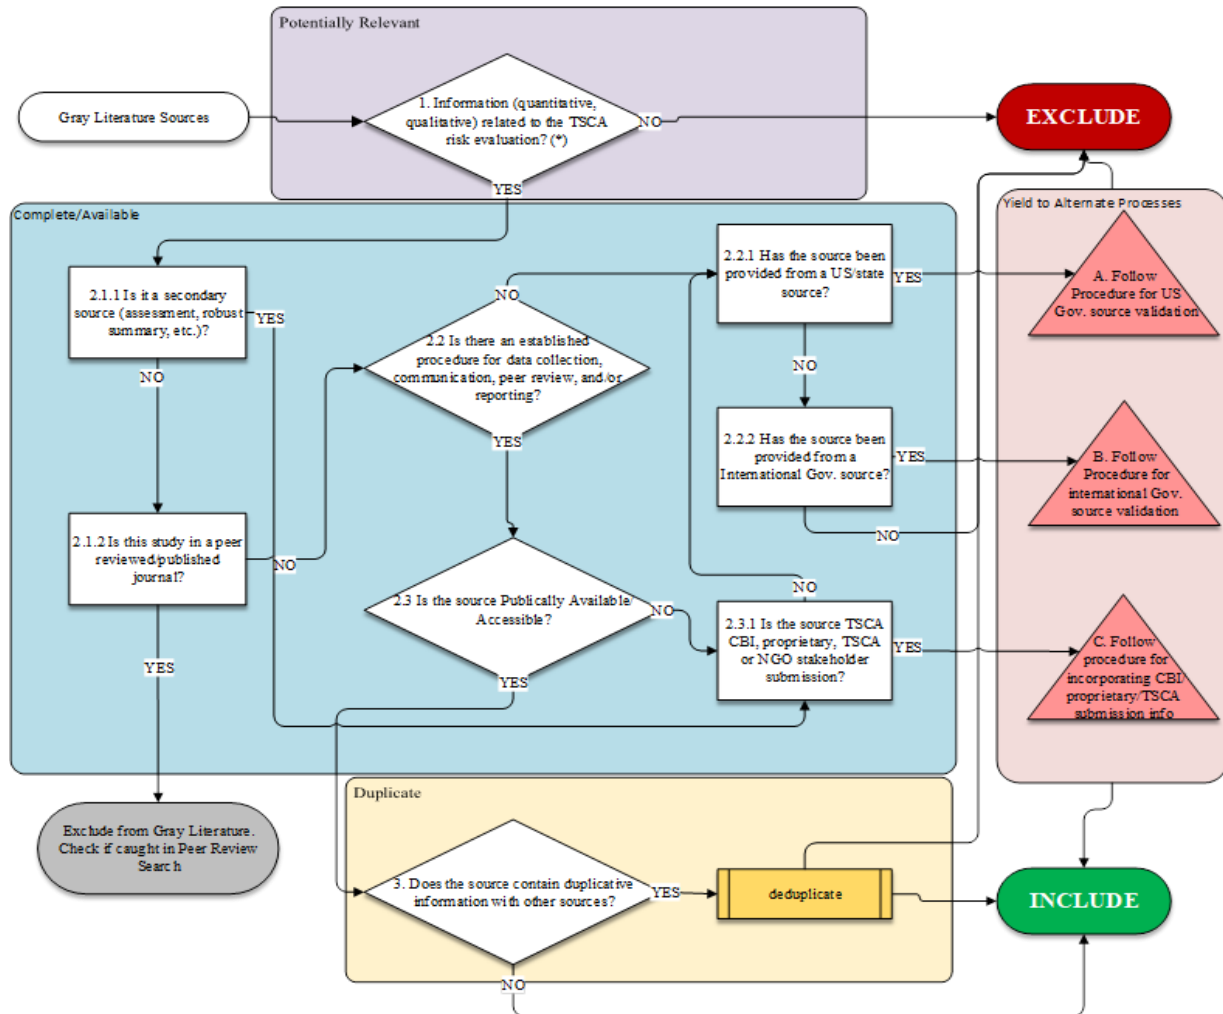 Potentially Relevant
Gray Literature Sources
1. Information (quantitative,
qualitative) related to the TSCA
risk evaluation? (*)
NO
EXCLUDE
YES
Complete/Available
Yield to Alternate Processes
2.1.1 Is it a secondary
source (assessment, robust
summary, etc.)?
YES
NO
2.2 Is there an established
procedure for data collection,
communication, peer review, and/or
reporting?
NO
YES
2.2.1 Has the source been
provided from a US/state
source?
YES
NO
A. Follow
Procedure for US
Gov. source validation
2.2.2 Has the source been
provided from a
International Gov. source?
YES
NO
B. Follow
Procedure for
international Gov.
source validation
2.1.2 Is this study in a peer
reviewed/published
journal?
NO
YES
2.3 Is the source Publically Available/
Accessible?
NO
YES
NO
2.3.1 Is the source TSCA
CBI, proprietary, TSCA
or NGO stakeholder
submission?
YES
C. Follow
procedure for
incorporating CBI/
proprietary/TSCA
submission info
Exclude from Gray Literature.
Check if caught in Peer Review
Search
Duplicate
3. Does the source contain duplicative
information with other sources?
YES
deduplicate
INCLUDE
NO